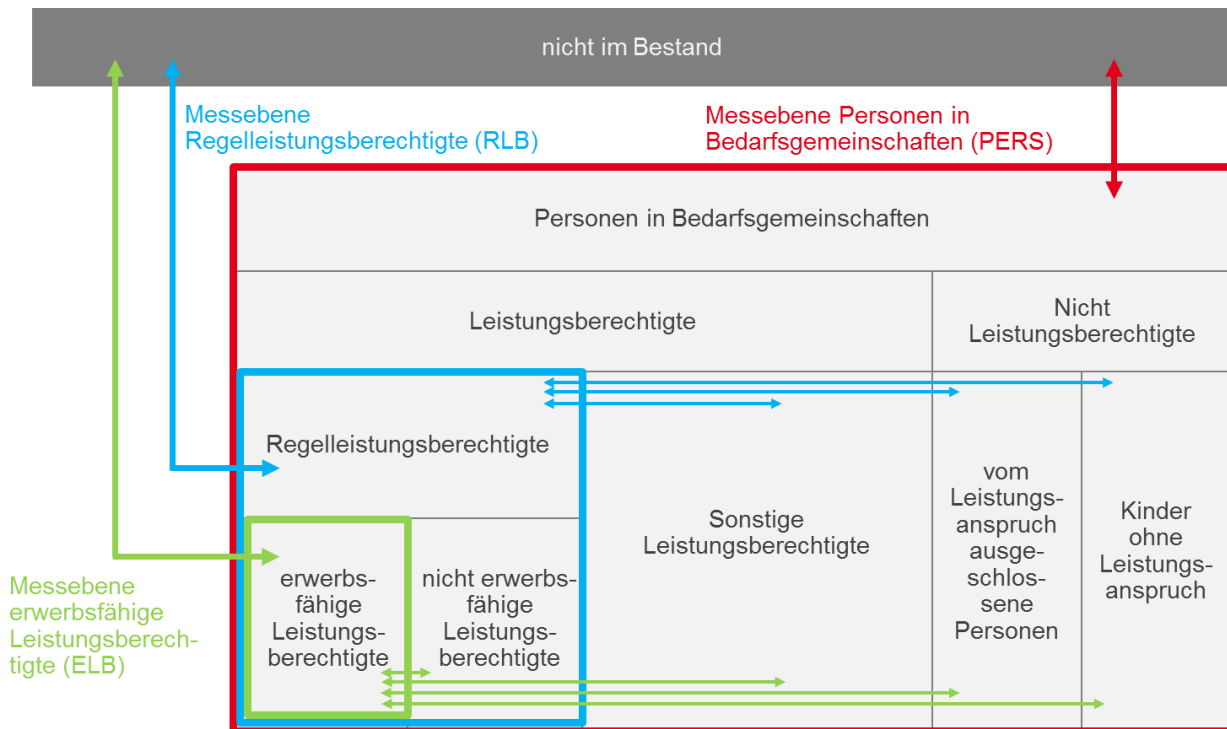 nicht im Bestand
Messebene
Regelleistungsberechtigte (RLB)
Messebene Personen in
Bedarfsgemeinschaften (PERS)
Personen in Bedarfsgemeinschaften
Leistungsberechtigte
Nicht
Leistungsberechtigte
Regelleistungsberechtigte
Sonstige
Leistungsberechtigte
vom
Leistungs-
anspruch
ausge-
schlos-
sene
Personen
Kinder
ohne
Leistungs-
anspruch
Messebene
erwerbsfähige
Leistungsberech-
tigte (ELB)
erwerbs-
fähige
Leistungs-
berechtigte
nicht erwerbs-
fähige
Leistungs-
berechtigte